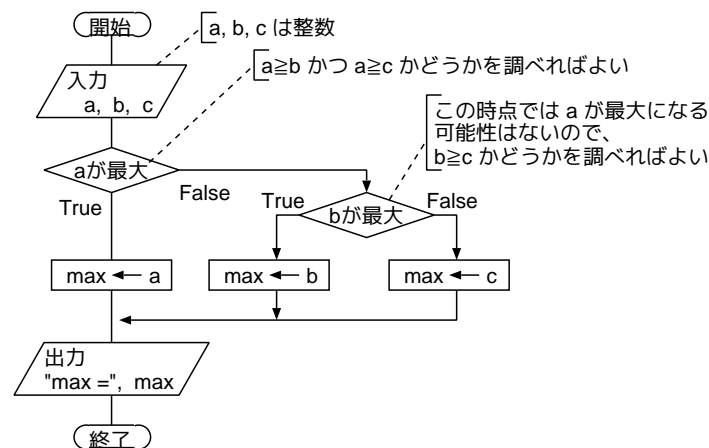 開始
a, b, c は整数
入力
a, b, c
a≧b かつ a≧c かどうかを調べればよい
この時点では a が最大になる
可能性はないので、
b≧c かどうかを調べればよい
aが最大
True
False
bが最大
True
False
max ← a
max ← b
max ← c
出力
"max =", max
終了